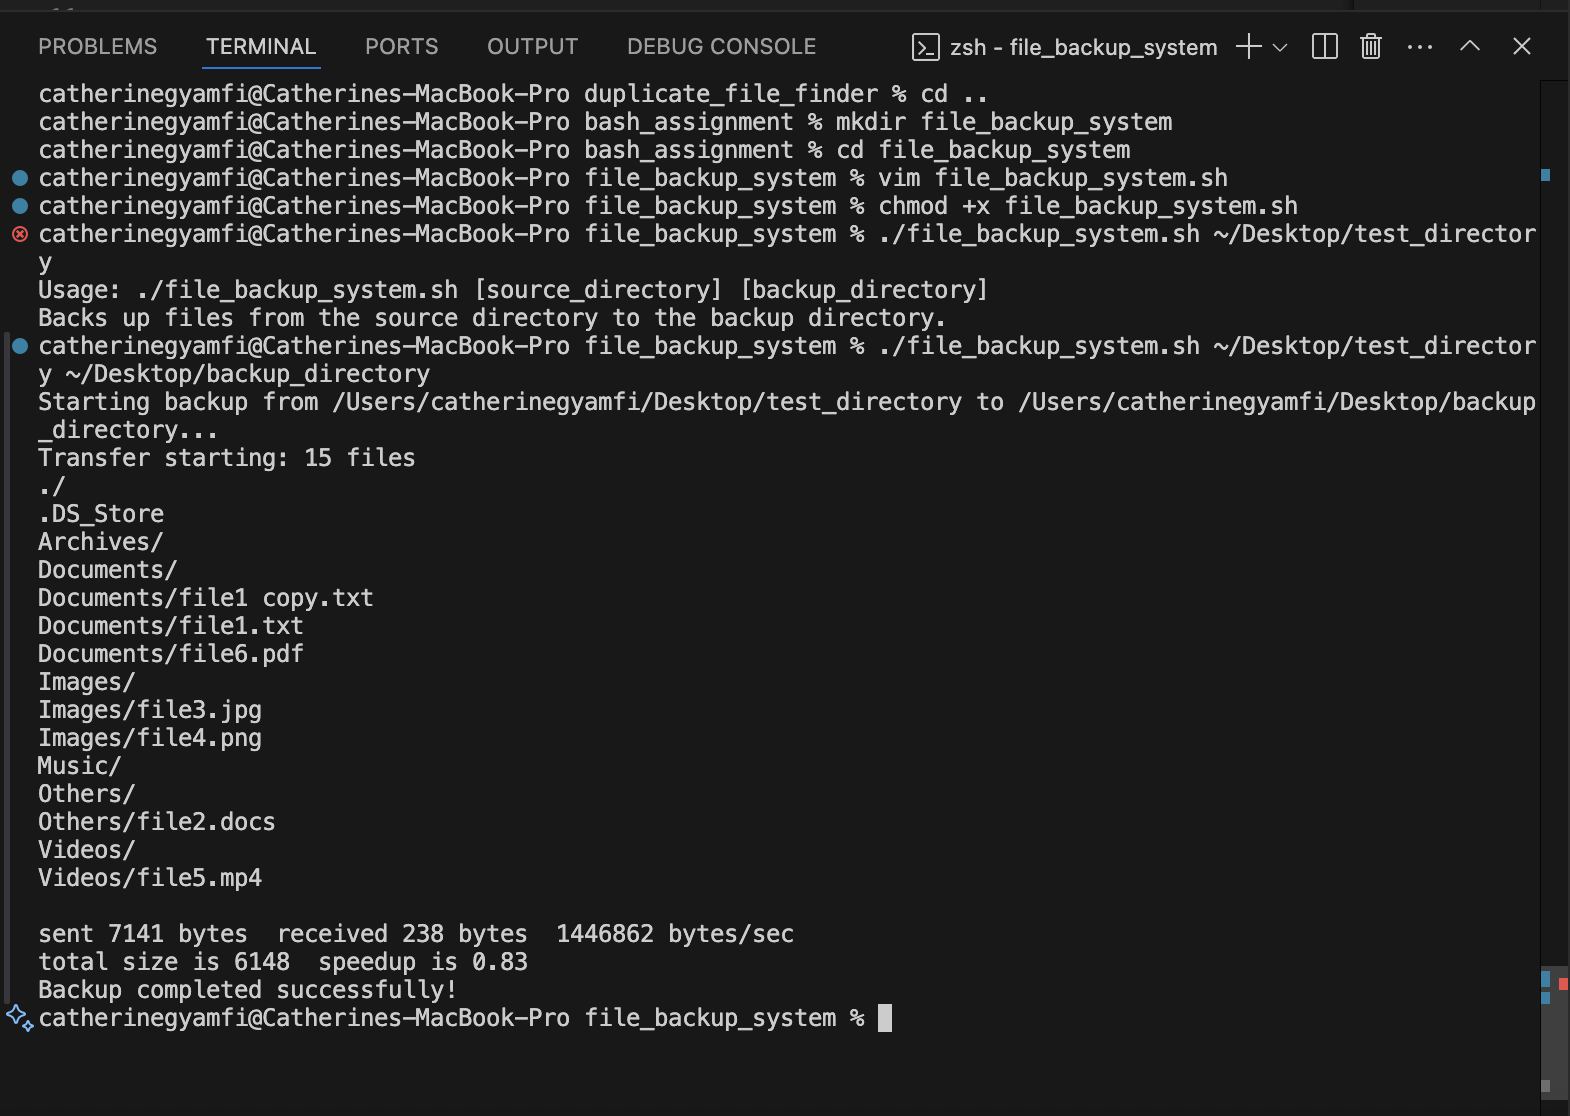 PROBLEMS TERMINAL PORTS OUTPUT DEBUG CONSOLE zsh - file_backup_system
catherinegyamfi@Catherines-MacBook-Pro duplicate_file_finder % cd ..
catherinegyamfi@Catherines-MacBook-Pro bash_assignment % mkdir file_backup_system
catherinegyamfi@Catherines-MacBook-Pro bash_assignment % cd file_backup_system
catherinegyamfi@Catherines-MacBook-Pro file_backup_system % vim file_backup_system.sh
catherinegyamfi@Catherines-MacBook-Pro file_backup_system % chmod +x file_backup_system.sh
catherinegyamfi@Catherines-MacBook-Pro file_backup_system % ./file_backup_system.sh ~/Desktop/test_director
y
Usage: ./file_backup_system.sh [source_directory] [backup_directory]
Backs up files from the source directory to the backup directory.
catherinegyamfi@Catherines-MacBook-Pro file_backup_system % ./file_backup_system.sh ~/Desktop/test_director
y ~/Desktop/backup_directory
Starting backup from /Users/catherinegyamfi/Desktop/test_directory to /Users/catherinegyamfi/Desktop/backup
_directory...
Transfer starting: 15 files
./
.DS_Store
Archives/
Documents/
Documents/file1 copy.txt
Documents/file1.txt
Documents/file6.pdf
Images/
Images/file3.jpg
Images/file4.png
Music/
Others/
Others/file2.docs
Videos/
Videos/file5.mp4
sent 7141 bytes  received 238 bytes  1446862 bytes/sec
total size is 6148  speedup is 0.83
Backup completed successfully!
catherinegyamfi@Catherines-MacBook-Pro file_backup_system %